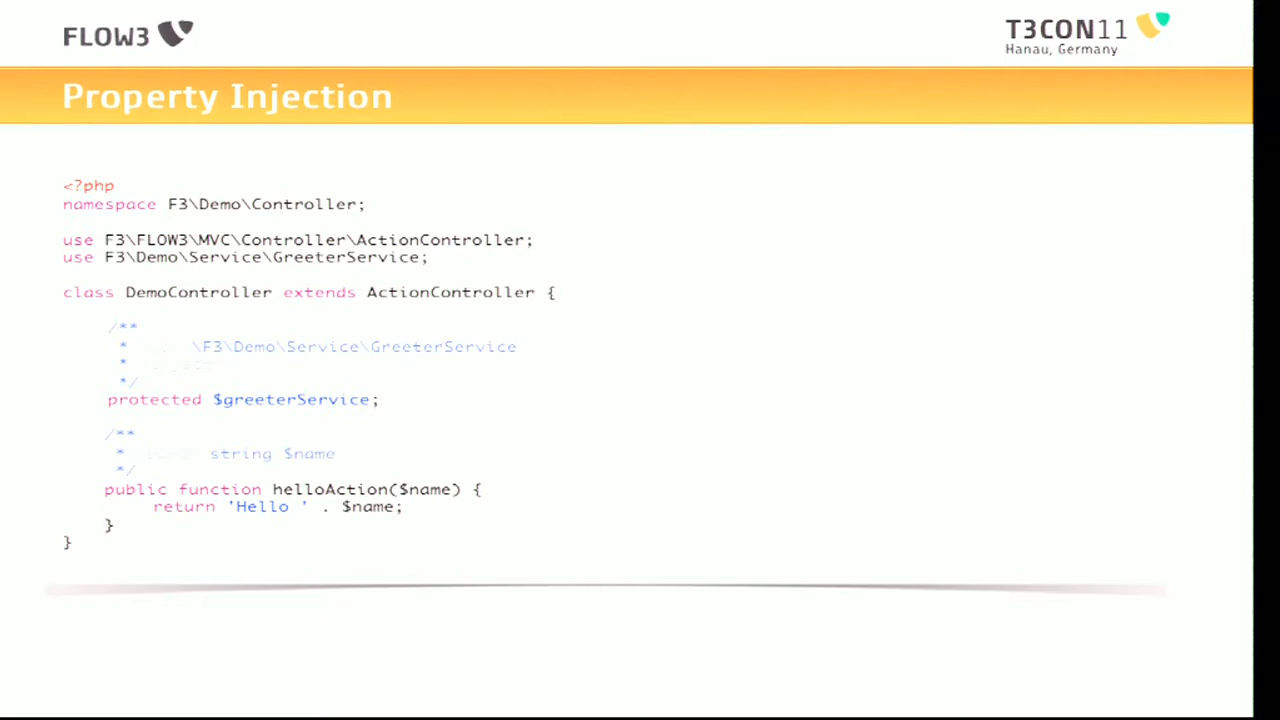 FLOW3
T3CON11
Hanau, Germany
Property Injection
<?php
namespace F3\Demo\Controller;
use F3\FLOW3\MVC\Controller\ActionController;
use F3\Demo\Service\GreeterService;
class DemoController extends ActionController {
/**
* \F3\Demo\Service\GreeterService
*
*/
protected $greeterService;
/**
* string $name
*/
public function helloAction($name) {
return 'Hello ' . $name;
}
}